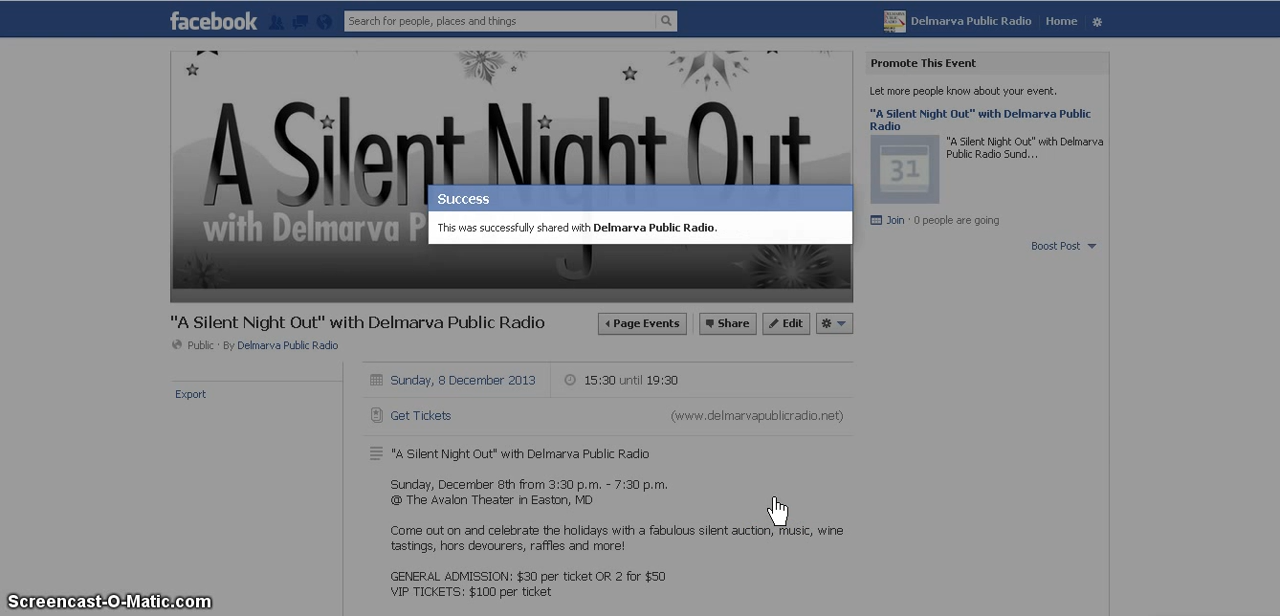 facebook
Search for people, places and things
Delmarva Public Radio
Home
A Silent Night Out
with Delmarva P
Success
This was successfully shared with Delmarva Public Radio.
Promote This Event
Let more people know about your event.
"A Silent Night Out" with Delmarva Public
Radio
31
"A Silent Night Out" with Delmarva
Public Radio Sund...
Join · 0 people are going
Boost Post
"A Silent Night Out" with Delmarva Public Radio
Page Events
Share
Edit
Public · By Delmarva Public Radio
Export
Sunday, 8 December 2013
15:30 until 19:30
Get Tickets
(www.delmarvapublicradio.net)
"A Silent Night Out" with Delmarva Public Radio
Sunday, December 8th from 3:30 p.m. - 7:30 p.m.
@ The Avalon Theater in Easton, MD
Come out on and celebrate the holidays with a fabulous silent auction, music, wine
tastings, hors devourers, raffles and more!
GENERAL ADMISSION: $30 per ticket OR 2 for $50
VIP TICKETS: $100 per ticket
Screencast-O-Matic.com